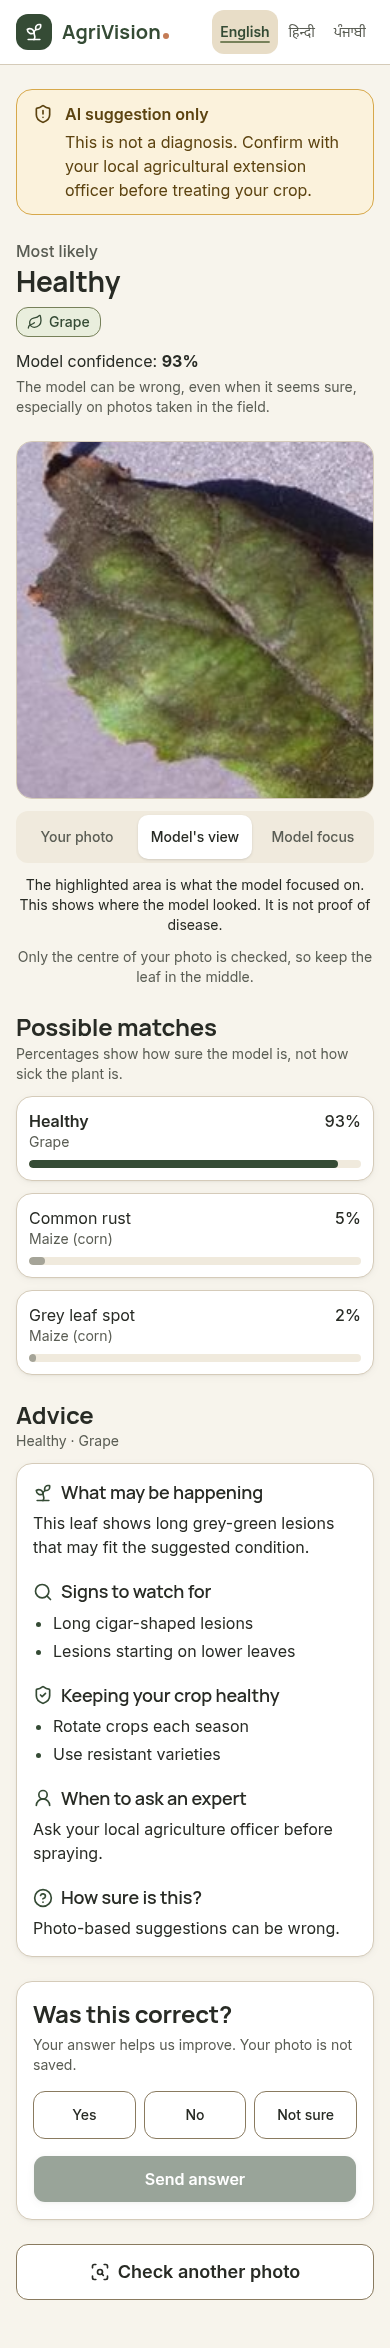 AgriVision
English
हिन्दी
ਪੰਜਾਬੀ
AI suggestion only
This is not a diagnosis. Confirm with
your local agricultural extension
officer before treating your crop.
Most likely
Healthy
Grape
Model confidence: 93%
The model can be wrong, even when it seems sure,
especially on photos taken in the field.
Your photo
Model's view
Model focus
The highlighted area is what the model focused on.
This shows where the model looked. It is not proof of
disease.
Only the centre of your photo is checked, so keep the
leaf in the middle.
Possible matches
Percentages show how sure the model is, not how
sick the plant is.
Healthy 93%
Grape
Common rust 5%
Maize (corn)
Grey leaf spot 2%
Maize (corn)
Advice
Healthy · Grape
What may be happening
This leaf shows long grey-green lesions
that may fit the suggested condition.
Signs to watch for
• Long cigar-shaped lesions
• Lesions starting on lower leaves
Keeping your crop healthy
• Rotate crops each season
• Use resistant varieties
When to ask an expert
Ask your local agriculture officer before
spraying.
How sure is this?
Photo-based suggestions can be wrong.
Was this correct?
Your answer helps us improve. Your photo is not
saved.
Yes
No
Not sure
Send answer
Check another photo